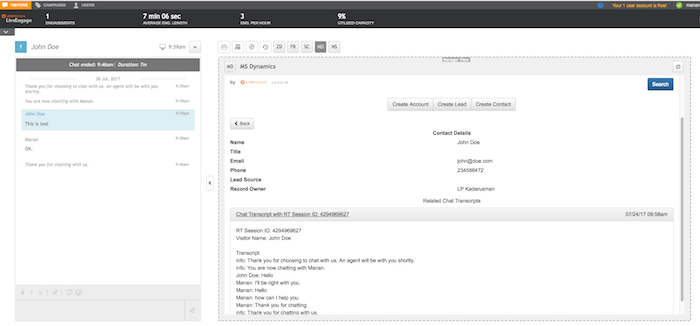 VISITORS
CAMPAIGNS
USERS
Your 1 user account is free!
manan
LiveEngage
1
ENGAGEMENTS
7 min 06 sec
AVERAGE ENG. LENGTH
3
ENG. PER HOUR
9%
UTILIZED CAPACITY
1 John Doe 9:39am
Chat ended: 9:46am | Duration: 7m
26 Jul, 2017
Thank you for choosing to chat with us. An agent will be with you shortly. 9:39am
You are now chatting with Manan. 9:39am
John Doe 9:39am
This is test
Manan
OK.
Thank you for chatting with us. 9:46am
B I U
ZD FR SC MD MS
MD MS Dynamics
by
Search
Create Account Create Lead Create Contact
Back
Contact Details
Name John Doe
Title
Email john@doe.com
Phone 234588472
Lead Source
Record Owner LP Kadarusman
Related Chat Transcripts
Chat Transcript with RT Session ID: 4294969627 07/24/17 09:58am
RT Session ID: 4294969627
Visitor Name: John Doe
Transcript:
info: Thank you for choosing to chat with us. An agent will be with you shortly.
info: You are now chatting with Manan.
John Doe: Hello
Manan: I'll be right with you.
Manan: Hello
Manan: how can I help you.
Manan: Thank you for chatting.
info: Thank you for chatting with us.